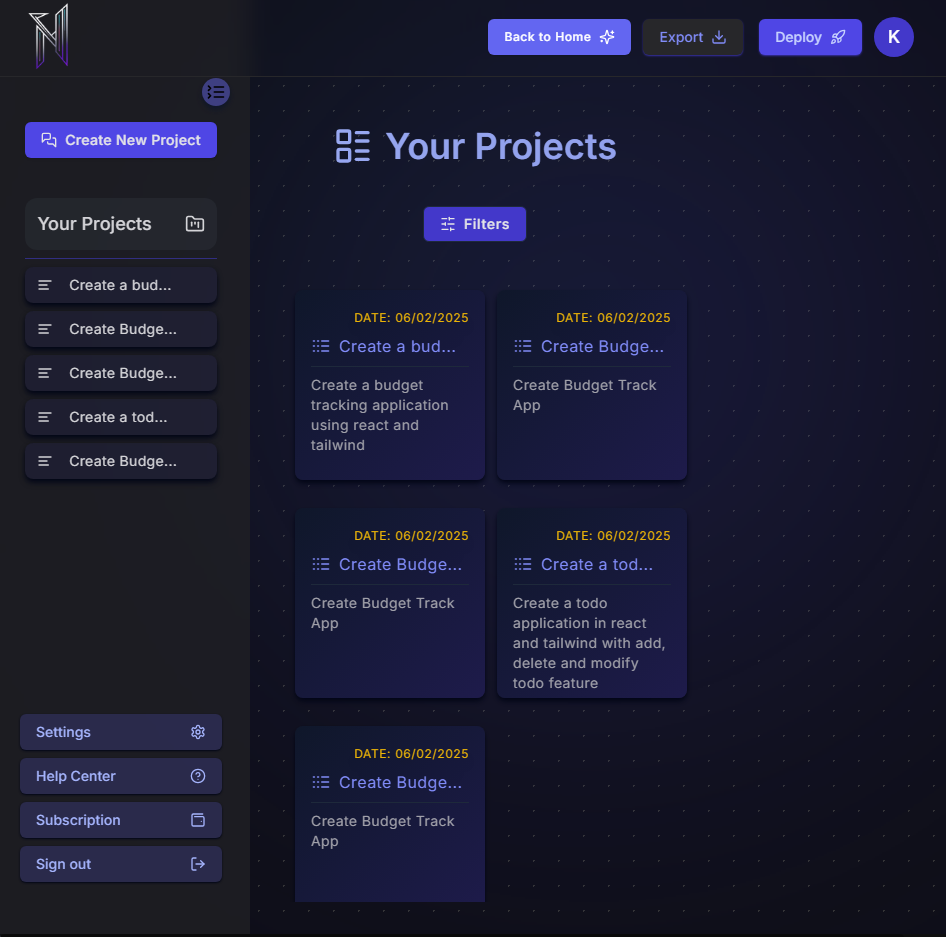 Back to Home
Export
Deploy
K
Create New Project
Your Projects
Create a bud...
Create Budge...
Create Budge...
Create a tod...
Create Budge...
Settings
Help Center
Subscription
Sign out
Your Projects
Filters
DATE: 06/02/2025
Create a bud...
Create a budget
tracking application
using react and
tailwind
DATE: 06/02/2025
Create Budge...
Create Budget Track
App
DATE: 06/02/2025
Create Budge...
Create Budget Track
App
DATE: 06/02/2025
Create a tod...
Create a todo
application in react
and tailwind with add,
delete and modify
todo feature
DATE: 06/02/2025
Create Budge...
Create Budget Track
App